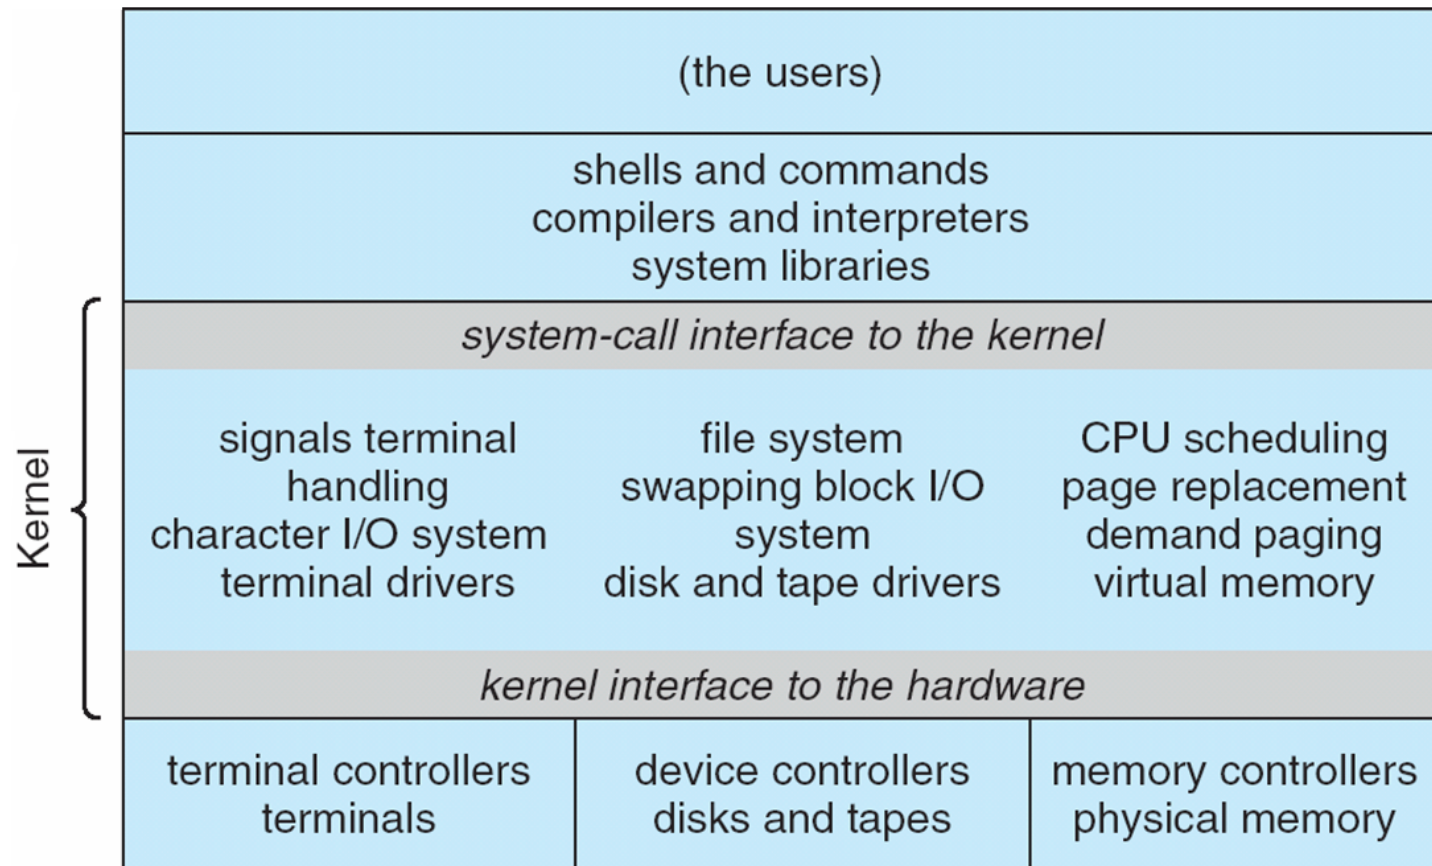 (the users)
shells and commands
compilers and interpreters
system libraries
system-call interface to the kernel
Kernel
signals terminal
handling
character I/O system
terminal drivers
file system
swapping block I/O
system
disk and tape drivers
CPU scheduling
page replacement
demand paging
virtual memory
kernel interface to the hardware
terminal controllers
terminals
device controllers
disks and tapes
memory controllers
physical memory